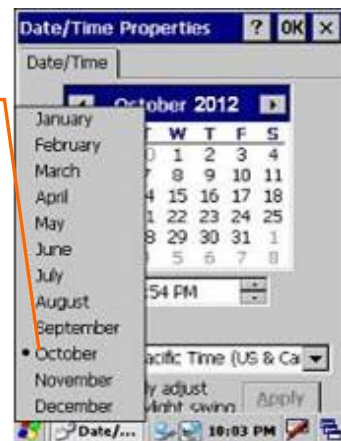 Date/Time Properties ? OK ×
Date/Time
October 2012
T W T F S
1 2 3 4
8 9 10 11
4 15 16 17 18
1 22 23 24 25
8 29 30 31 1
5 6 7 8
January
February
March
April
May
June
July
August
September
• October
November
December
:54 PM
acific Time (US & Ca
ly adjust
Apply
Date/... 10:03 PM